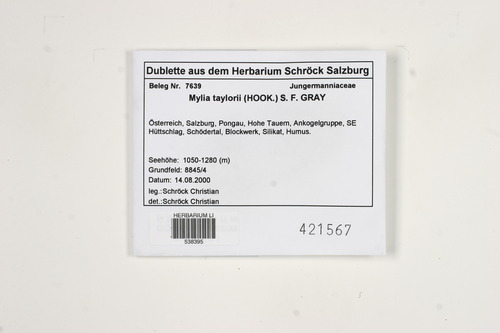 Dublette aus dem Herbarium Schröck Salzburg
Beleg Nr. 7639 Jungermanniaceae
Mylia taylorii (HOOK.) S. F. GRAY
Österreich, Salzburg, Pongau, Hohe Tauern, Ankogelgruppe, SE
Hüttschlag, Schödertal, Blockwerk, Silikat, Humus.
Seehöhe: 1050-1280 (m)
Grundfeld: 8845/4
Datum: 14.08.2000
leg.:Schröck Christian
det.:Schröck Christian
HERBARIUM LI
538395
421567